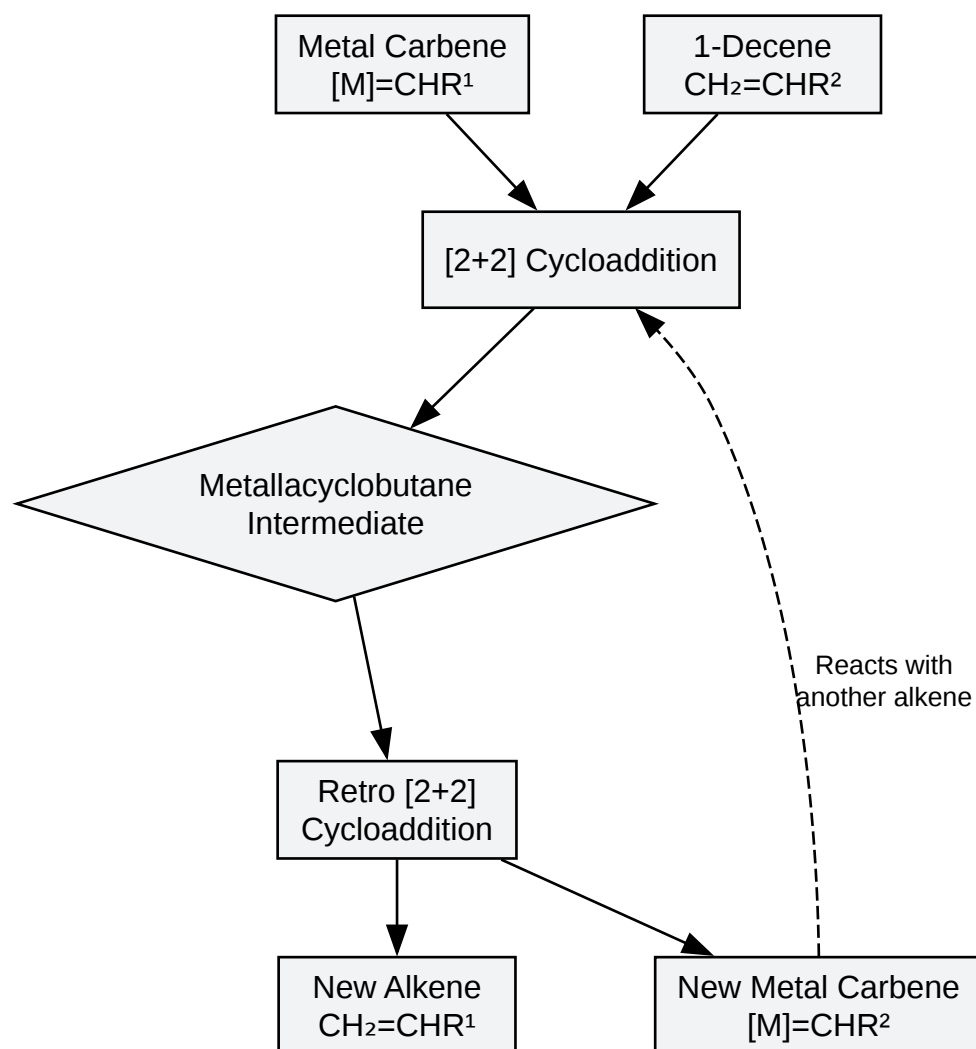 Metal Carbene
[M]=CHR¹
1-Decene
CH₂=CHR²
[2+2] Cycloaddition
Metallacyclobutane
Intermediate
Reacts with
another alkene
Retro [2+2]
Cycloaddition
New Alkene
CH₂=CHR¹
New Metal Carbene
[M]=CHR²